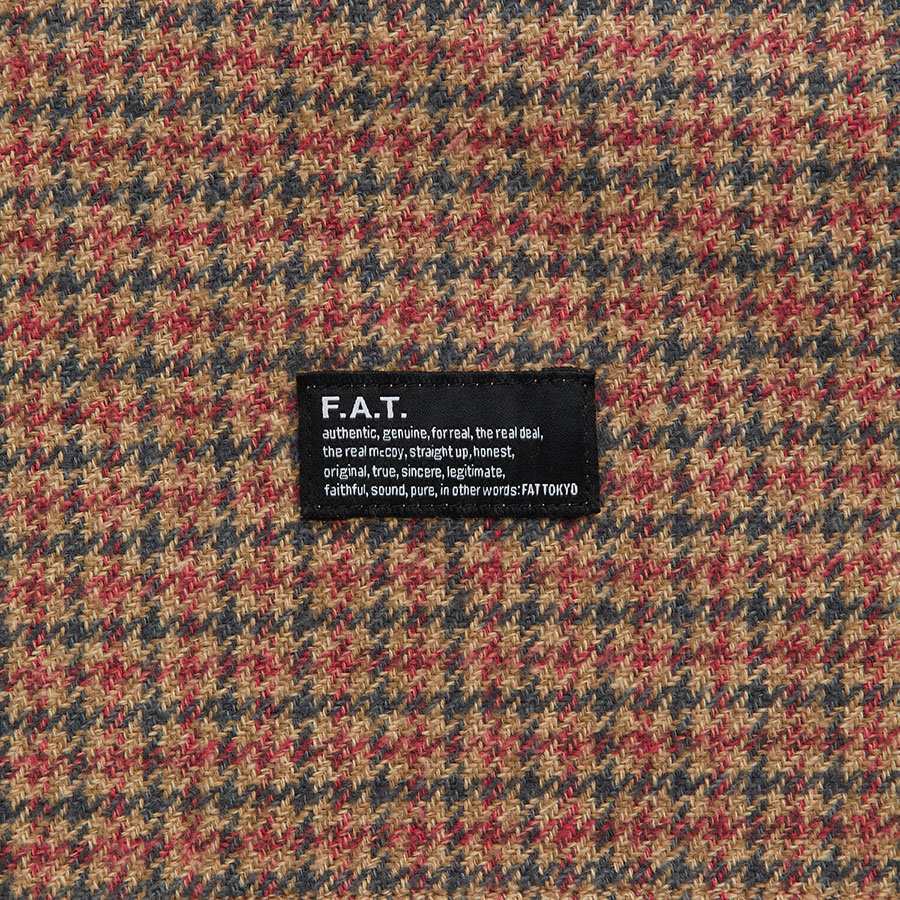 F.A.T.
authentic, genuine, for real, the real deal,
the real mccoy, straight up, honest,
original, true, sincere, legitimate,
faithful, sound, pure, in other words: FAT TOKYO